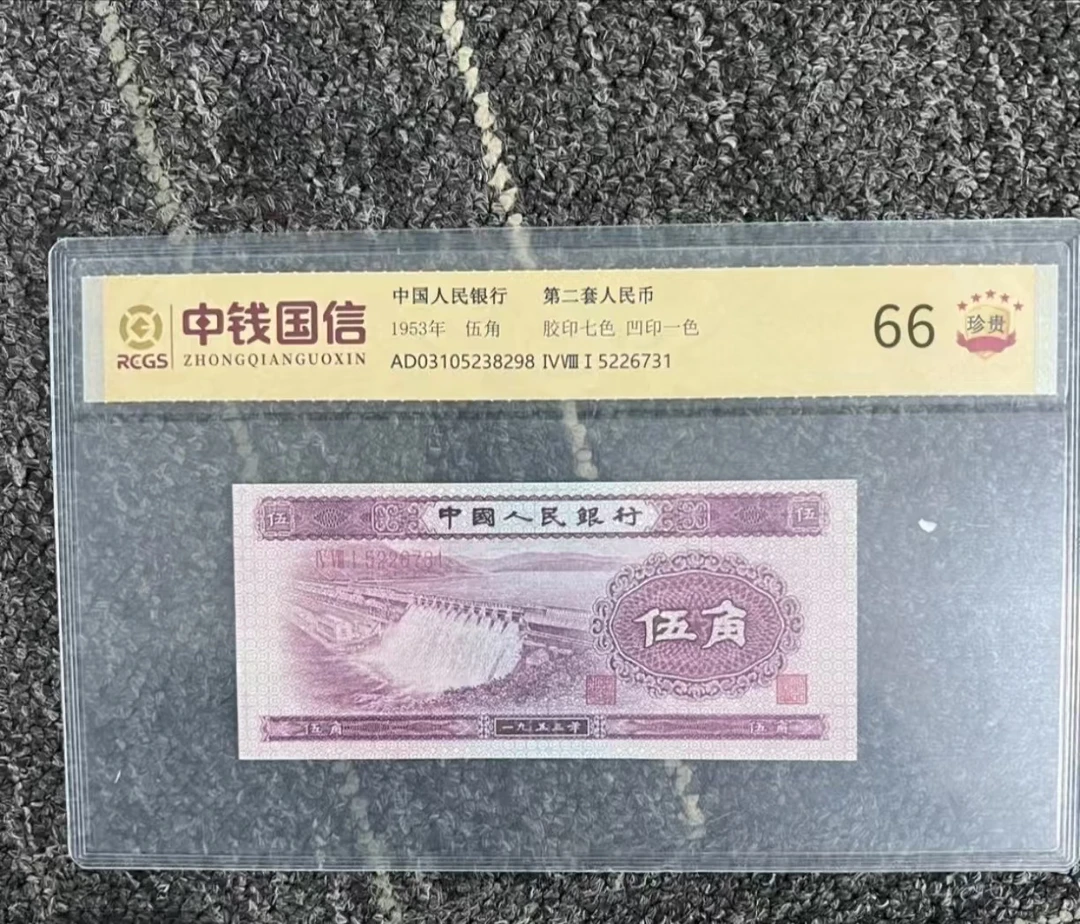 中钱国信
RCGS ZHONGQIANGUOXIN
中国人民银行 第二套人民币
1953年 伍角 胶印七色 凹印一色
AD03105238298 ⅣⅤⅧ Ⅰ 5226731
66
珍贵
伍 中國人民銀行 伍
ⅣⅤⅧ Ⅰ 5226731
伍角
伍角 一九五三年 伍角